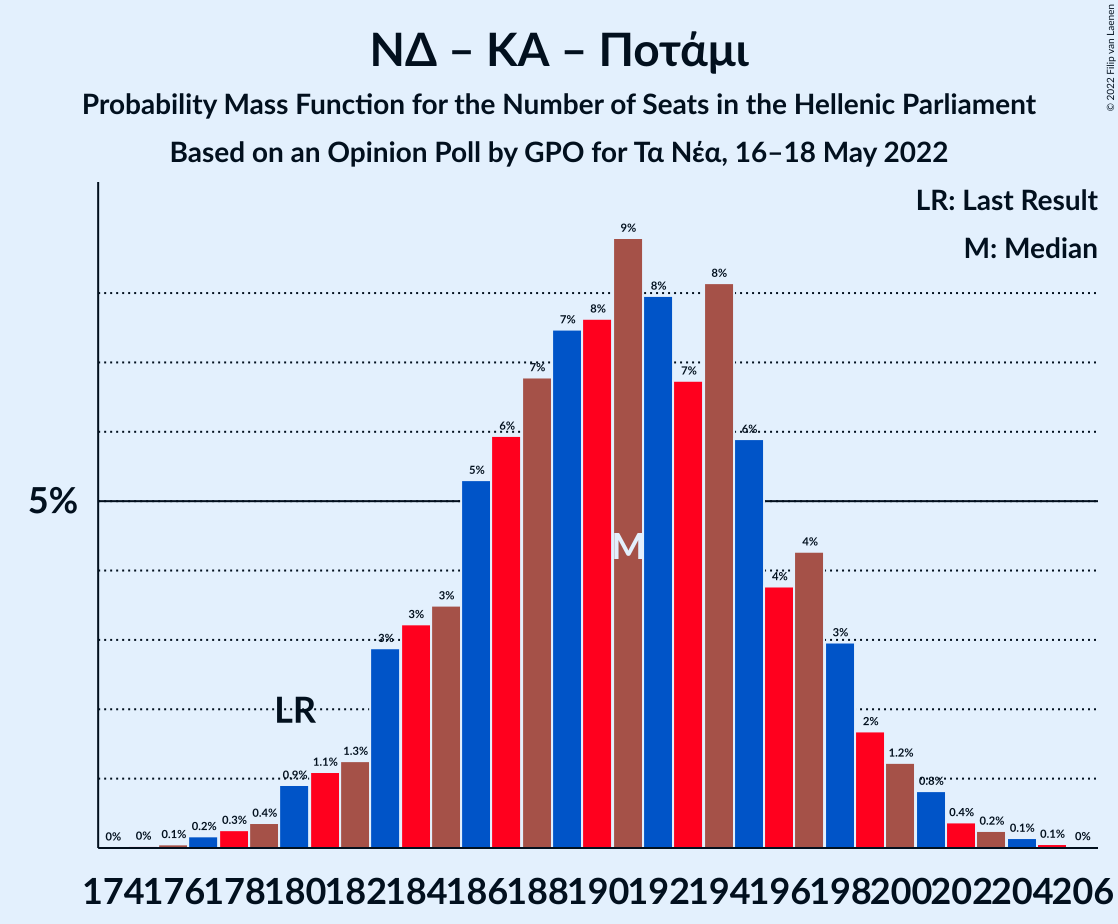 ΝΔ – ΚΑ – Ποτάμι
Probability Mass Function for the Number of Seats in the Hellenic Parliament
Based on an Opinion Poll by GPO for Τα Νέα, 16–18 May 2022
© 2022 Filip van Laenen
LR: Last Result
M: Median
5%
0% 0% 0.1% 0.2% 0.3% 0.4% 0.9% 1.1% 1.3% 3% 3% 3% 5% 6% 7% 7% 8% 9% 8% 7% 8% 6% 4% 4% 3% 2% 1.2% 0.8% 0.4% 0.2% 0.1% 0.1% 0%
M
LR
174 176 178 180 182 184 186 188 190 192 194 196 198 200 202 204 206